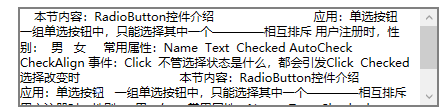 本节内容：RadioButton控件介绍 应用：单选按钮
一组单选按钮中，只能选择其中一个————相互排斥 用户注册时，性
别： 男 女 常用属性：Name Text Checked AutoCheck
CheckAlign 事件：Click 不管选择状态是什么，都会引发Click Checked
选择改变时 本节内容：RadioButton控件介绍
应用：单选按钮 一组单选按钮中，只能选择其中一个————相互排斥